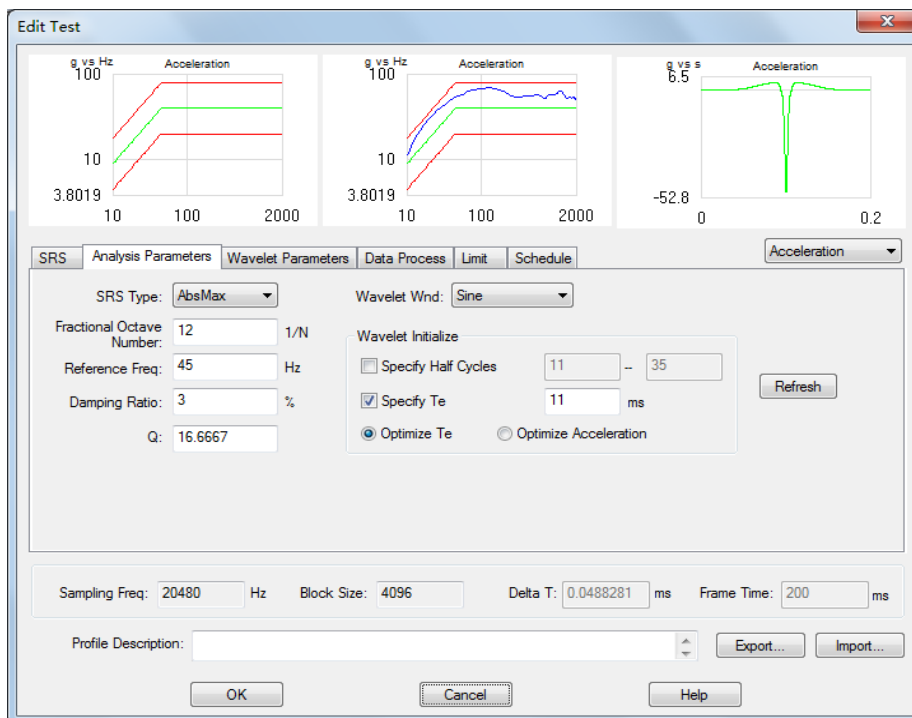 Edit Test
g vs Hz Acceleration
100
10
3.8019
10 100 2000
g vs Hz Acceleration
100
10
3.8019
10 100 2000
g vs s Acceleration
6.5
-52.8
0 0.2
SRS Analysis Parameters Wavelet Parameters Data Process Limit Schedule
Acceleration
SRS Type: AbsMax
Wavelet Wnd: Sine
Fractional Octave
Number: 12 1/N
Reference Freq: 45 Hz
Damping Ratio: 3 %
Q: 16.6667
Wavelet Initialize
Specify Half Cycles 11 -- 35
Specify Te 11 ms
Optimize Te Optimize Acceleration
Refresh
Sampling Freq: 20480 Hz Block Size: 4096 Delta T: 0.0488281 ms Frame Time: 200 ms
Profile Description:
Export... Import...
OK Cancel Help